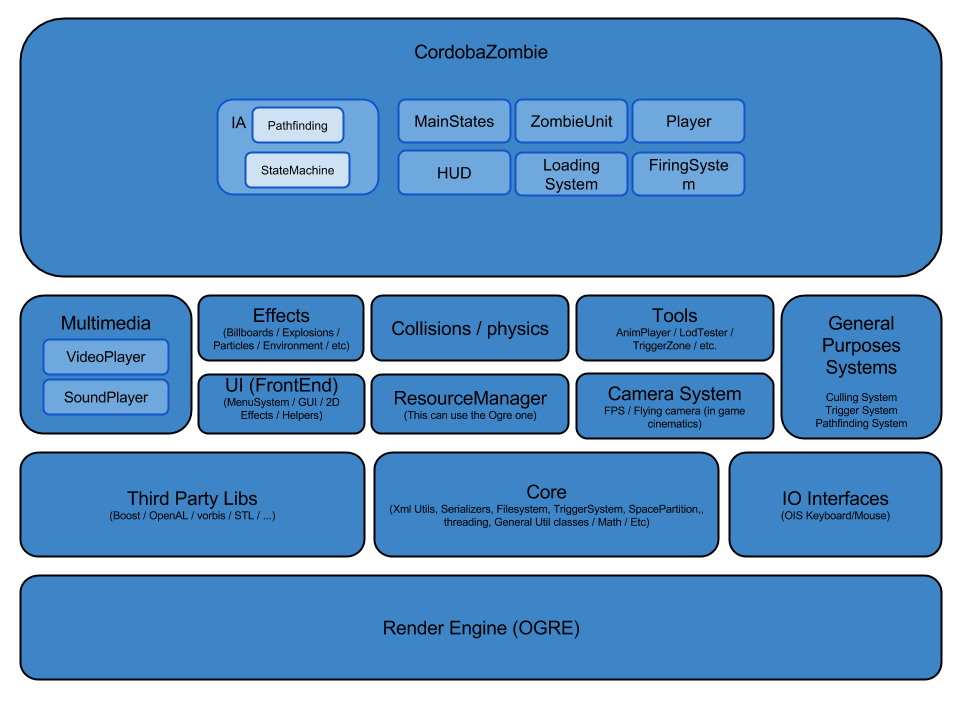 CordobaZombie
IA
Pathfinding
StateMachine
MainStates
ZombieUnit
Player
HUD
Loading
System
FiringSyste
m
Multimedia
VideoPlayer
SoundPlayer
Effects
(Billboards / Explosions /
Particles / Environment / etc)
Collisions / physics
Tools
AnimPlayer / LodTester /
TriggerZone / etc.
General
Purposes
Systems
Culling System
Trigger System
Pathfinding System
UI (FrontEnd)
(MenuSystem / GUI / 2D
Effects / Helpers)
ResourceManager
(This can use the Ogre one)
Camera System
FPS / Flying camera (in game
cinematics)
Third Party Libs
(Boost / OpenAL / vorbis / STL / ...)
Core
(Xml Utils, Serializers, Filesystem, TriggerSystem, SpacePartition,,
threading, General Util classes / Math / Etc)
IO Interfaces
(OIS Keyboard/Mouse)
Render Engine (OGRE)